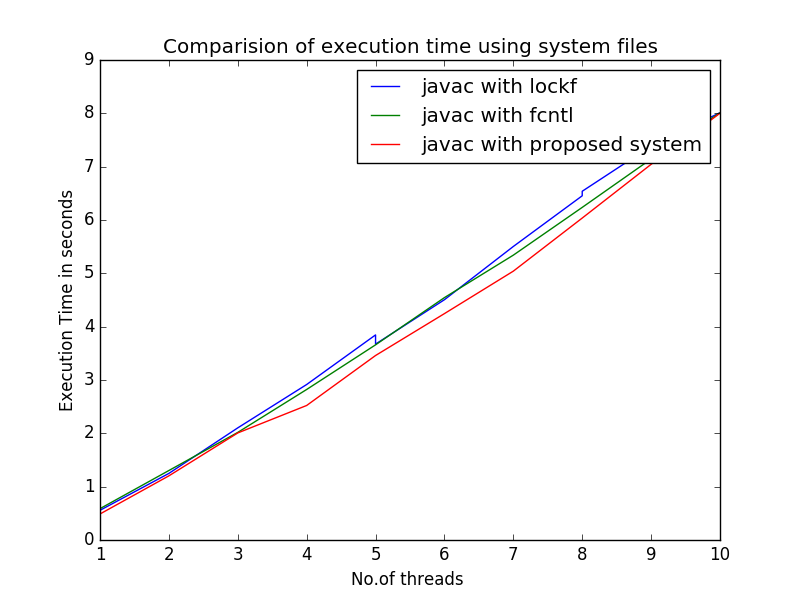 Comparision of execution time using system files
javac with lockf
javac with fcntl
javac with proposed system
Execution Time in seconds
9
8
7
6
5
4
3
2
1
0
1 2 3 4 5 6 7 8 9 10
No.of threads